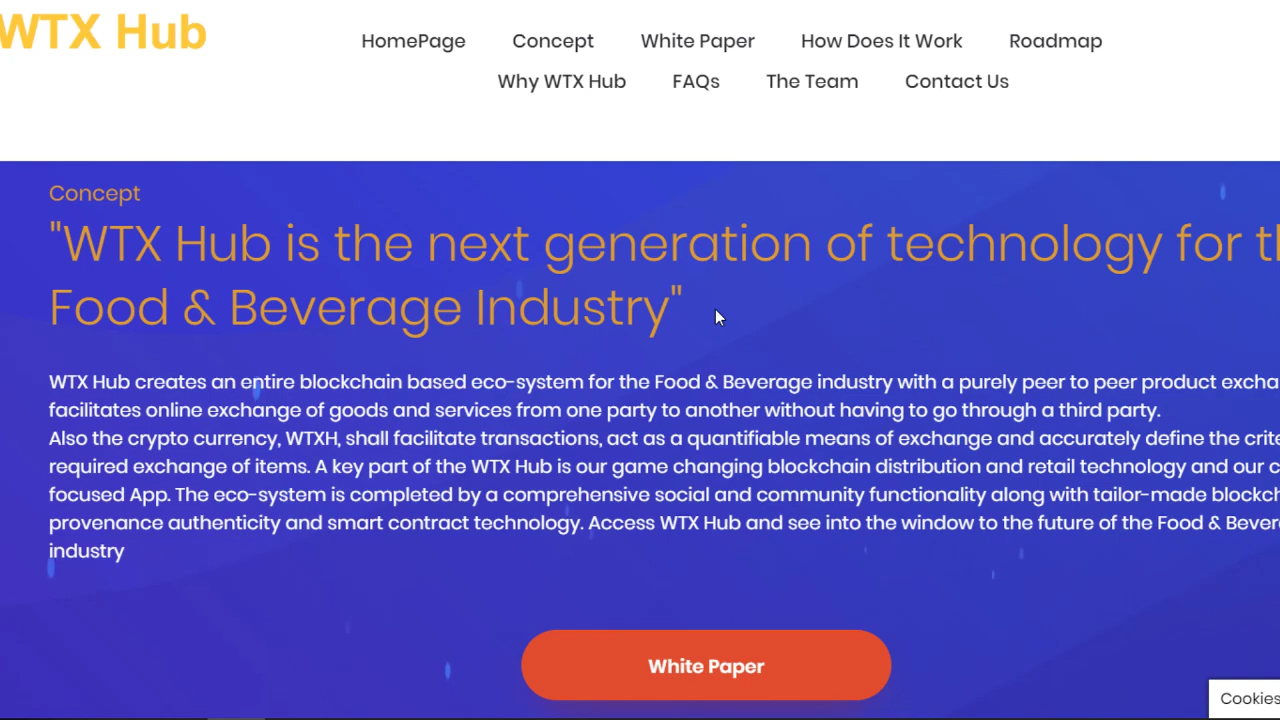 WTX Hub
HomePage Concept White Paper How Does It Work Roadmap
Why WTX Hub FAQs The Team Contact Us
Concept
"WTX Hub is the next generation of technology for
Food & Beverage Industry"
WTX Hub creates an entire blockchain based eco-system for the Food & Beverage industry with a purely peer to peer product
facilitates online exchange of goods and services from one party to another without having to go through a third party.
Also the crypto currency, WTXH, shall facilitate transactions, act as a quantifiable means of exchange and accurately define the
required exchange of items. A key part of the WTX Hub is our game changing blockchain distribution and retail technology and our
focused App. The eco-system is completed by a comprehensive social and community functionality along with tailor-made
provenance authenticity and smart contract technology. Access WTX Hub and see into the window to the future of the Food &
industry
White Paper
Cookies